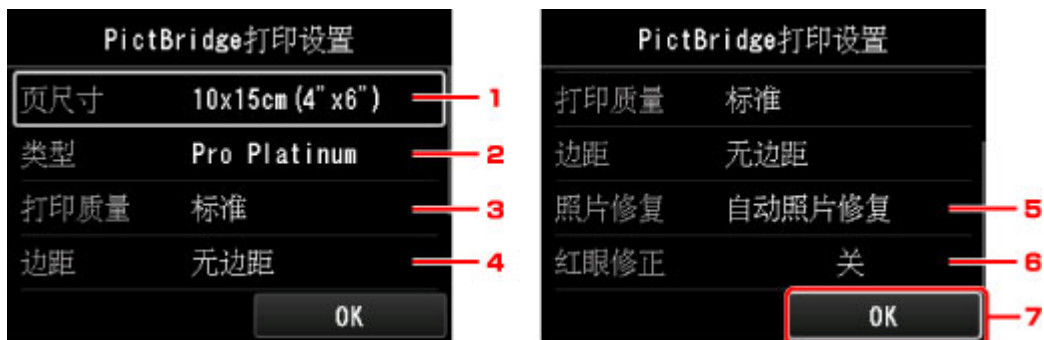 PictBridge打印设置
页尺寸 10x15cm(4"x6") 1
类型 Pro Platinum 2
打印质量 标准 3
边距 无边距 4
OK
PictBridge打印设置
打印质量 标准
边距 无边距
照片修复 自动照片修复 5
红眼修正 关 6
OK 7